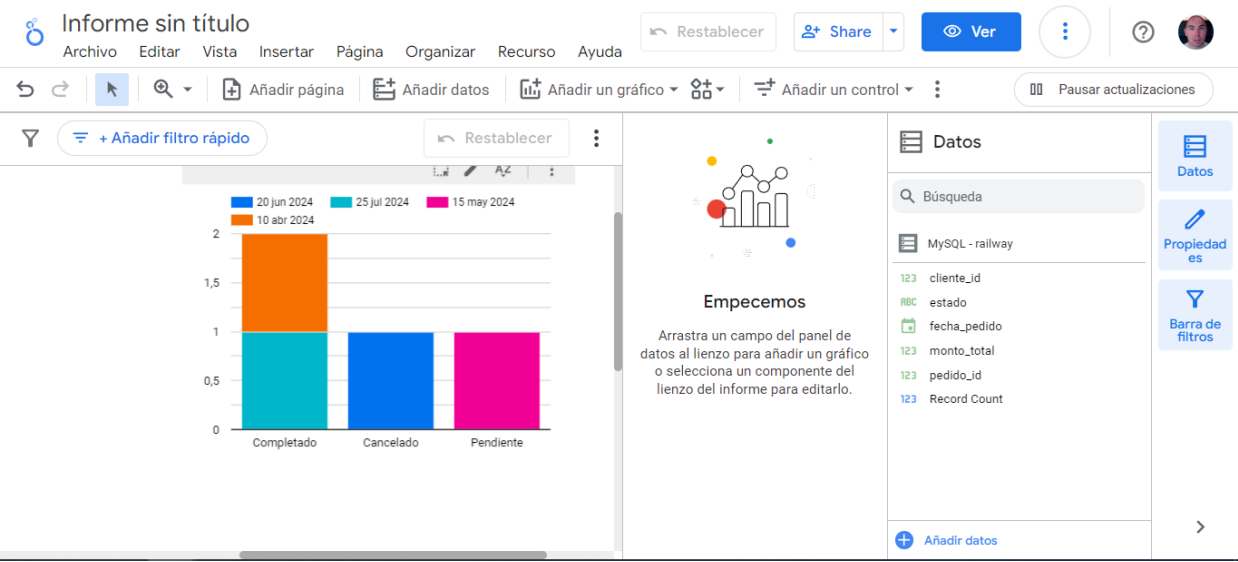 Informe sin título
Archivo Editar Vista Insertar Página Organizar Recurso Ayuda
Restablecer
Share
Ver
Añadir página
Añadir datos
Añadir un gráfico
Añadir un control
Pausar actualizaciones
+ Añadir filtro rápido
Restablecer
20 jun 2024 25 jul 2024 15 may 2024
10 abr 2024
2
1,5
1
0,5
0
Completado Cancelado Pendiente
Empecemos
Arrastra un campo del panel de
datos al lienzo para añadir un gráfico
o selecciona un componente del
lienzo del informe para editarlo.
Datos
Búsqueda
MySQL - railway
123 cliente_id
ABC estado
fecha_pedido
123 monto_total
123 pedido_id
123 Record Count
Añadir datos
Datos
Propiedad
es
Barra de
filtros